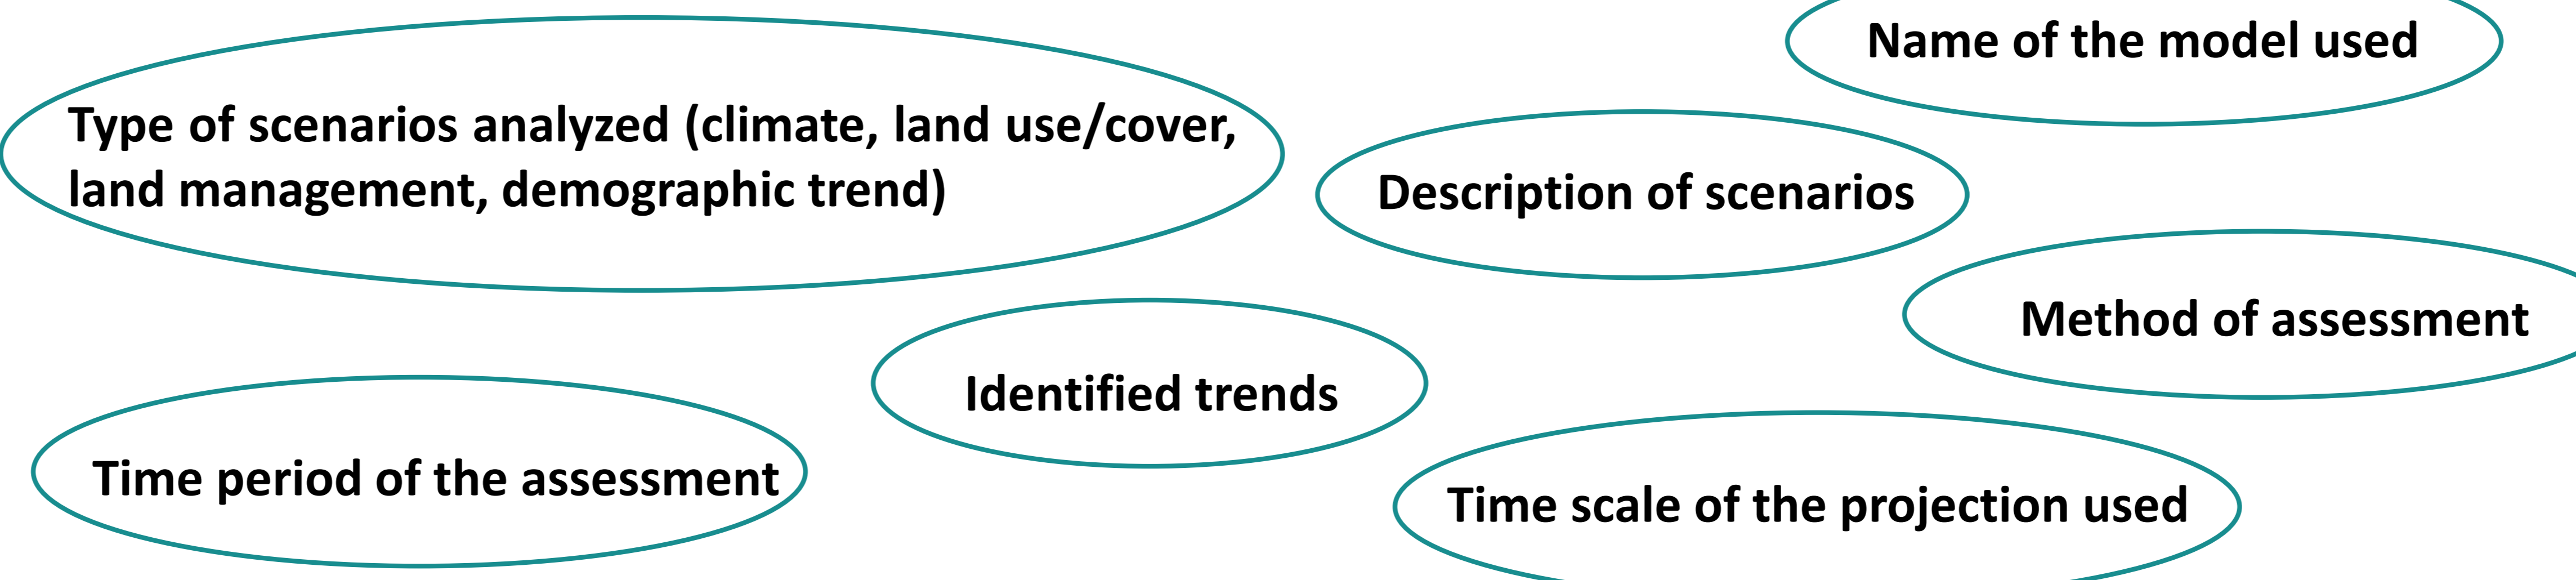 Name of the model used
Type of scenarios analyzed (climate, land use/cover,
land management, demographic trend)
Description of scenarios
Method of assessment
Identified trends
Time period of the assessment
Time scale of the projection used